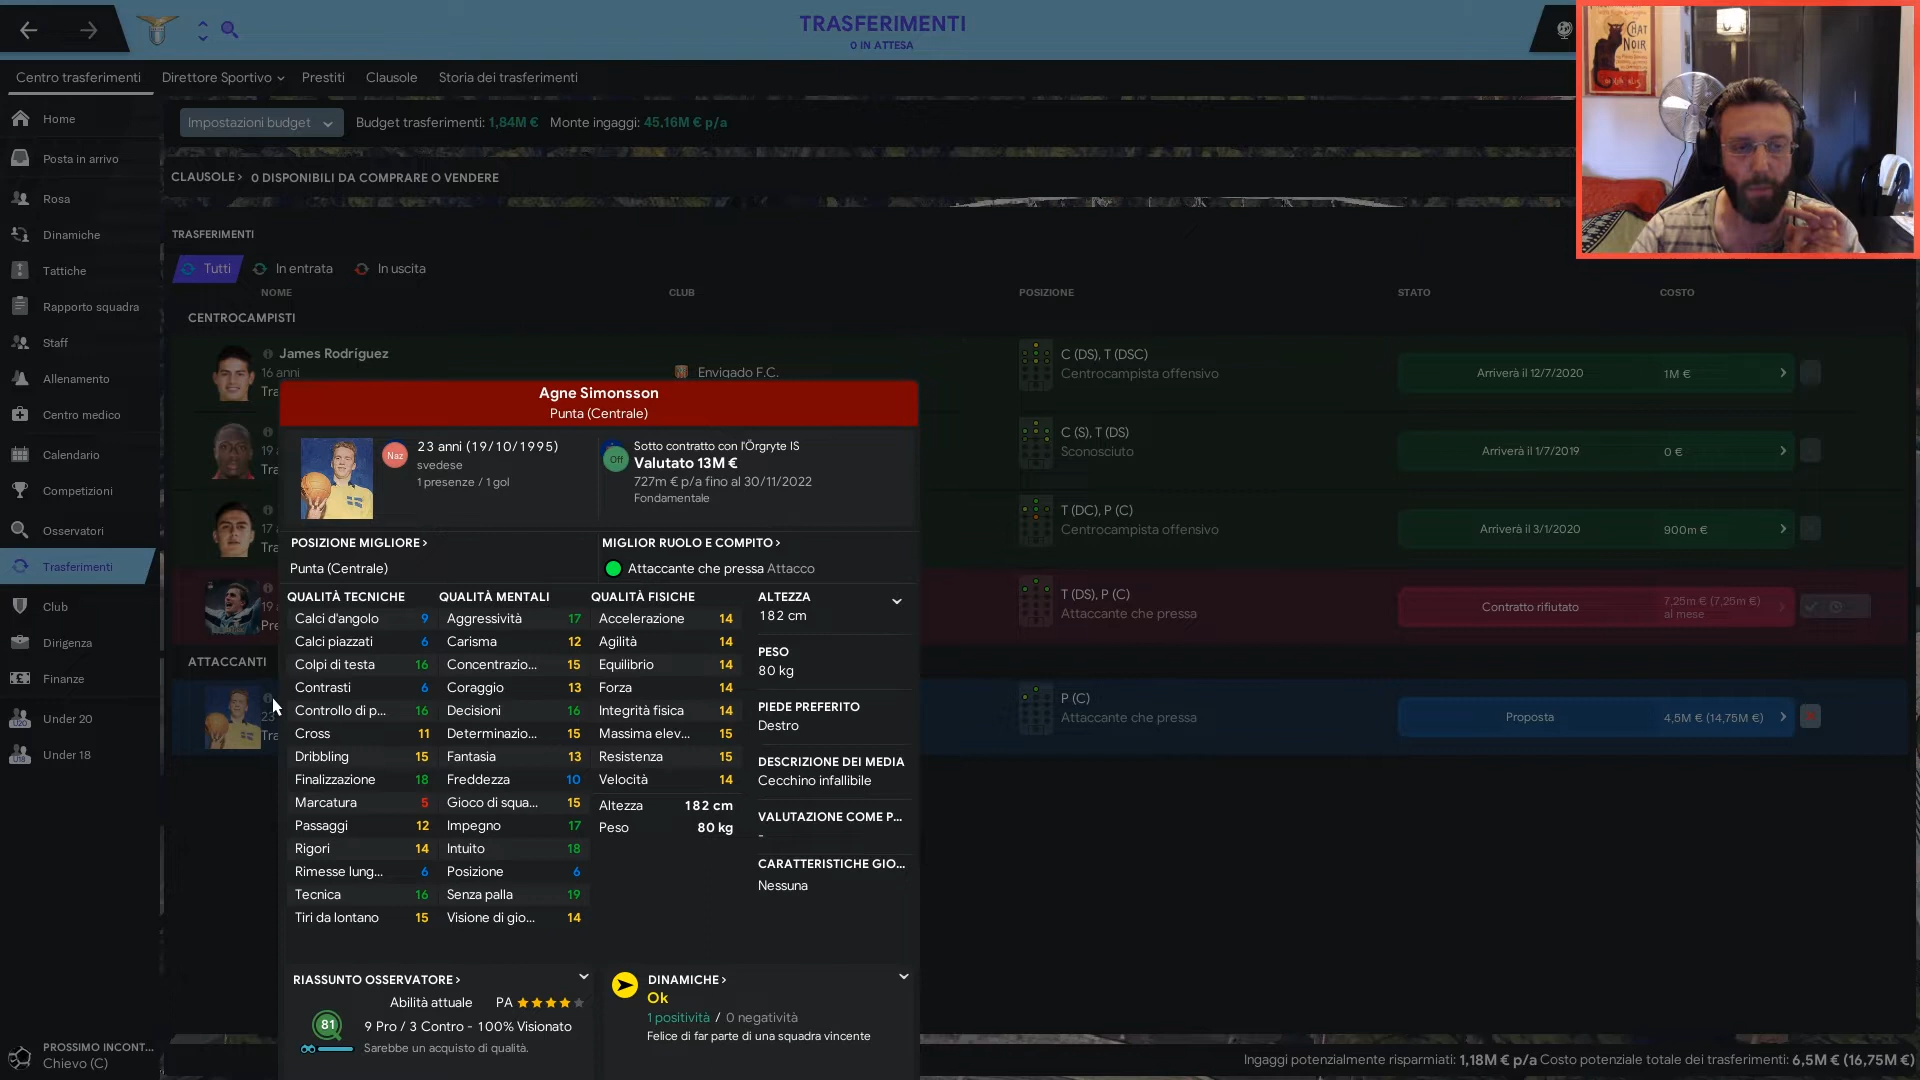 TRASFERIMENTI
0 IN ATTESA
Centro trasferimenti
Direttore Sportivo
Prestiti
Clausole
Storia dei trasferimenti
Home
Posta in arrivo
Rosa
Dinamiche
Tattiche
Rapporto squadra
Staff
Allenamento
Centro medico
Calendario
Competizioni
Osservatori
Trasferimenti
Club
Dirigenza
Finanze
Under 20
Under 18
PROSSIMO INCONT...
Chievo (C)
Impostazioni budget
Budget trasferimenti: 1,84M €
Monte ingaggi: 45,16M € p/a
CLAUSOLE> 0 DISPONIBILI DA COMPRARE O VENDERE
TRASFERIMENTI
Tutti
In entrata
In uscita
NOME
CLUB
POSIZIONE
STATO
COSTO
CENTROCAMPISTI
James Rodríguez
16 anni
Tra
Envigado F.C.
C (DS), T (DSC)
Centrocampista offensivo
Arriverà il 12/7/2020
1M €
19
Tra
C (S), T (DS)
Sconosciuto
Arriverà il 1/7/2019
0 €
17
Tra
T (DC), P (C)
Centrocampista offensivo
Arriverà il 3/1/2020
900m €
19
Pre
T (DS), P (C)
Attaccante che pressa
Contratto rifiutato
7,25m € (7,25m €)
al mese
ATTACCANTI
23
Tra
P (C)
Attaccante che pressa
Proposta
4,5M € (14,75M €)
Agne Simonsson
Punta (Centrale)
Naz
23 anni (19/10/1995)
svedese
1 presenze / 1 gol
Off
Sotto contratto con l'Örgryte IS
Valutato 13M €
727m € p/a fino al 30/11/2022
Fondamentale
POSIZIONE MIGLIORE>
Punta (Centrale)
MIGLIOR RUOLO E COMPITO>
Attaccante che pressa Attacco
QUALITÀ TECNICHE
Calci d'angolo 9
Calci piazzati 6
Colpi di testa 16
Contrasti 6
Controllo di p... 16
Cross 11
Dribbling 15
Finalizzazione 18
Marcatura 5
Passaggi 12
Rigori 14
Rimesse lung... 6
Tecnica 16
Tiri da lontano 15
QUALITÀ MENTALI
Aggressività 17
Carisma 12
Concentrazio... 15
Coraggio 13
Decisioni 16
Determinazio... 15
Fantasia 13
Freddezza 10
Gioco di squa... 15
Impegno 17
Intuito 18
Posizione 6
Senza palla 19
Visione di gio... 14
QUALITÀ FISICHE
Accelerazione 14
Agilità 14
Equilibrio 14
Forza 14
Integrità fisica 14
Massima elev... 15
Resistenza 15
Velocità 14
Altezza 182 cm
Peso 80 kg
ALTEZZA
182 cm
PESO
80 kg
PIEDE PREFERITO
Destro
DESCRIZIONE DEI MEDIA
Cecchino infallibile
VALUTAZIONE COME P...
-
CARATTERISTICHE GIO...
Nessuna
RIASSUNTO OSSERVATORE>
Abilità attuale PA
81
9 Pro / 3 Contro - 100% Visionato
Sarebbe un acquisto di qualità.
DINAMICHE>
Ok
1 positività / 0 negatività
Felice di far parte di una squadra vincente
Ingaggi potenzialmente risparmiati: 1,18M € p/a Costo potenziale totale dei trasferimenti: 6,5M € (16,75M €)
CHAT
NOIR